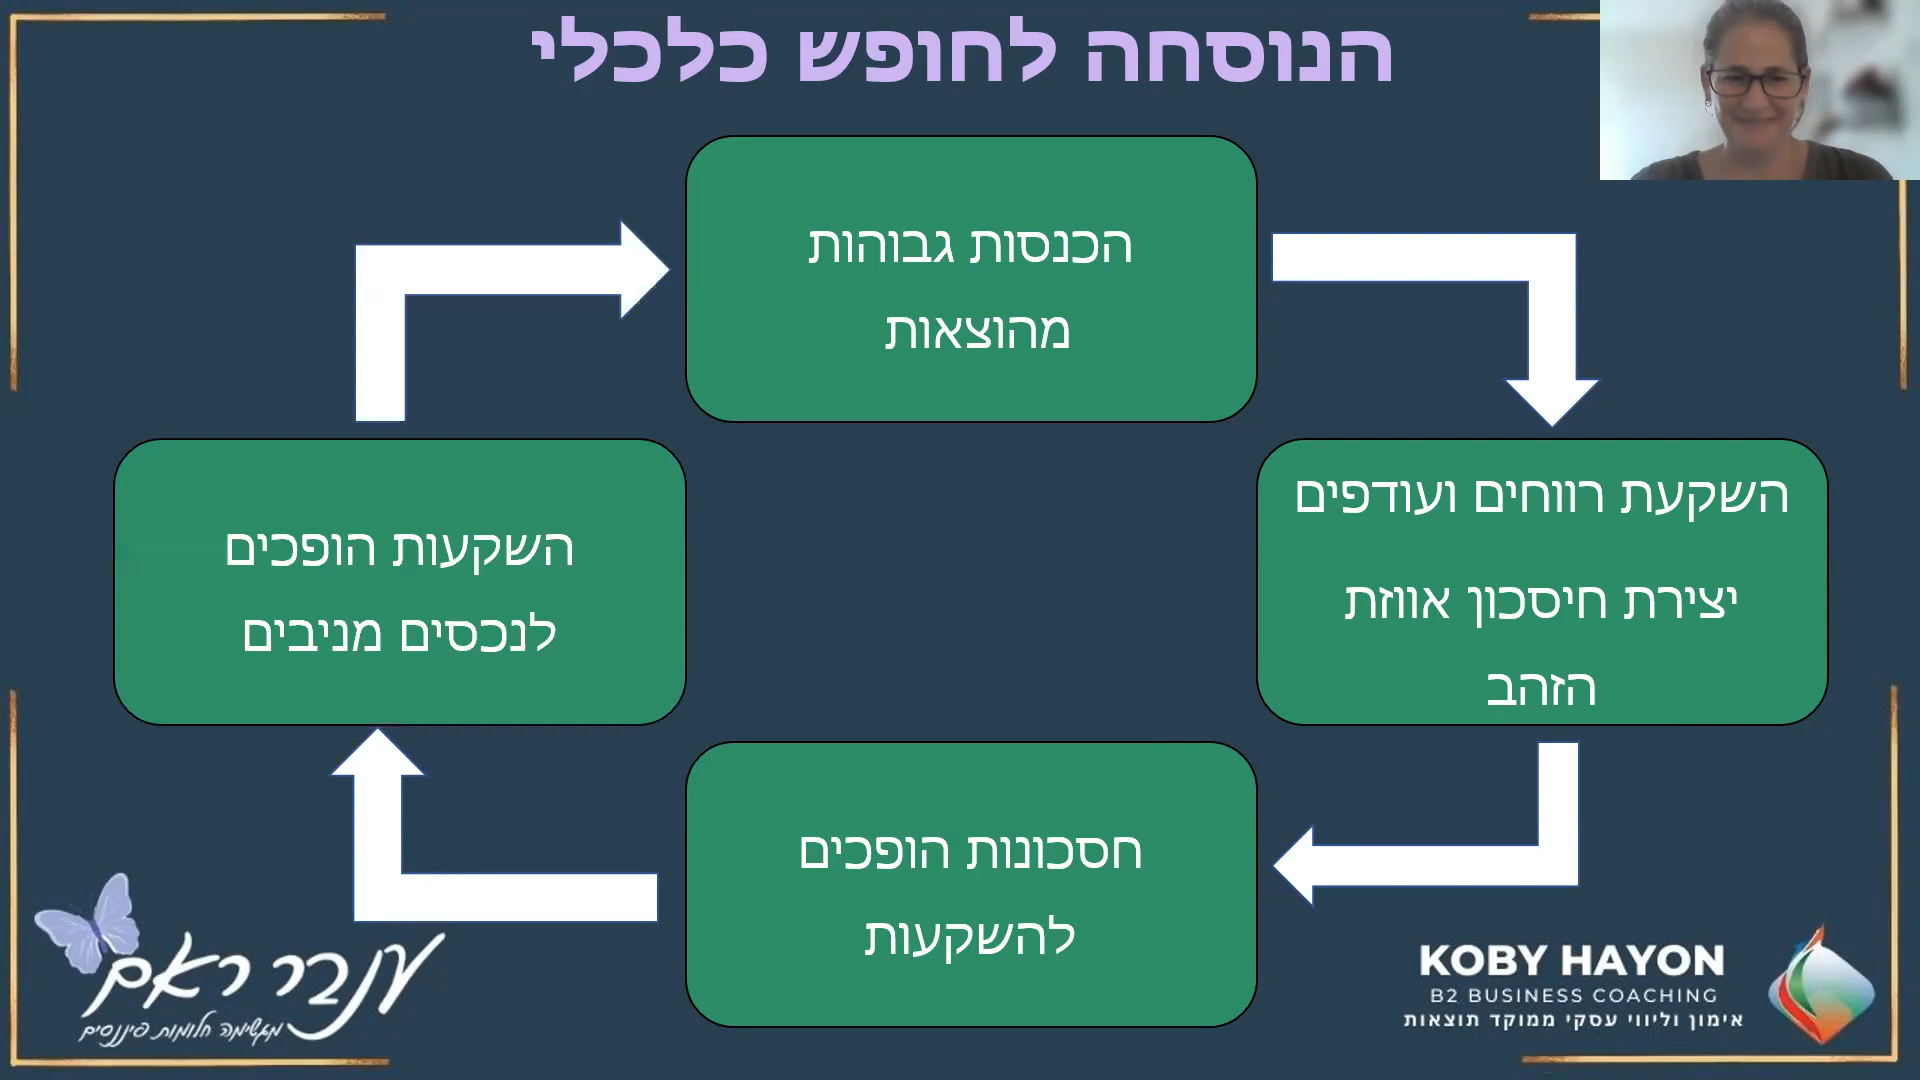 הנוסחה לחופש כלכלי
הכנסות גבוהות
מהוצאות
השקעת רווחים ועודפים
יצירת חיסכון אווזת
הזהב
חסכונות הופכים
להשקעות
השקעות הופכים
לנכסים מניבים
ענבר ראם
מגשימה חלומות פיננסים
KOBY HAYON
B2 BUSINESS COACHING
אימון וליווי עסקי ממוקד תוצאות